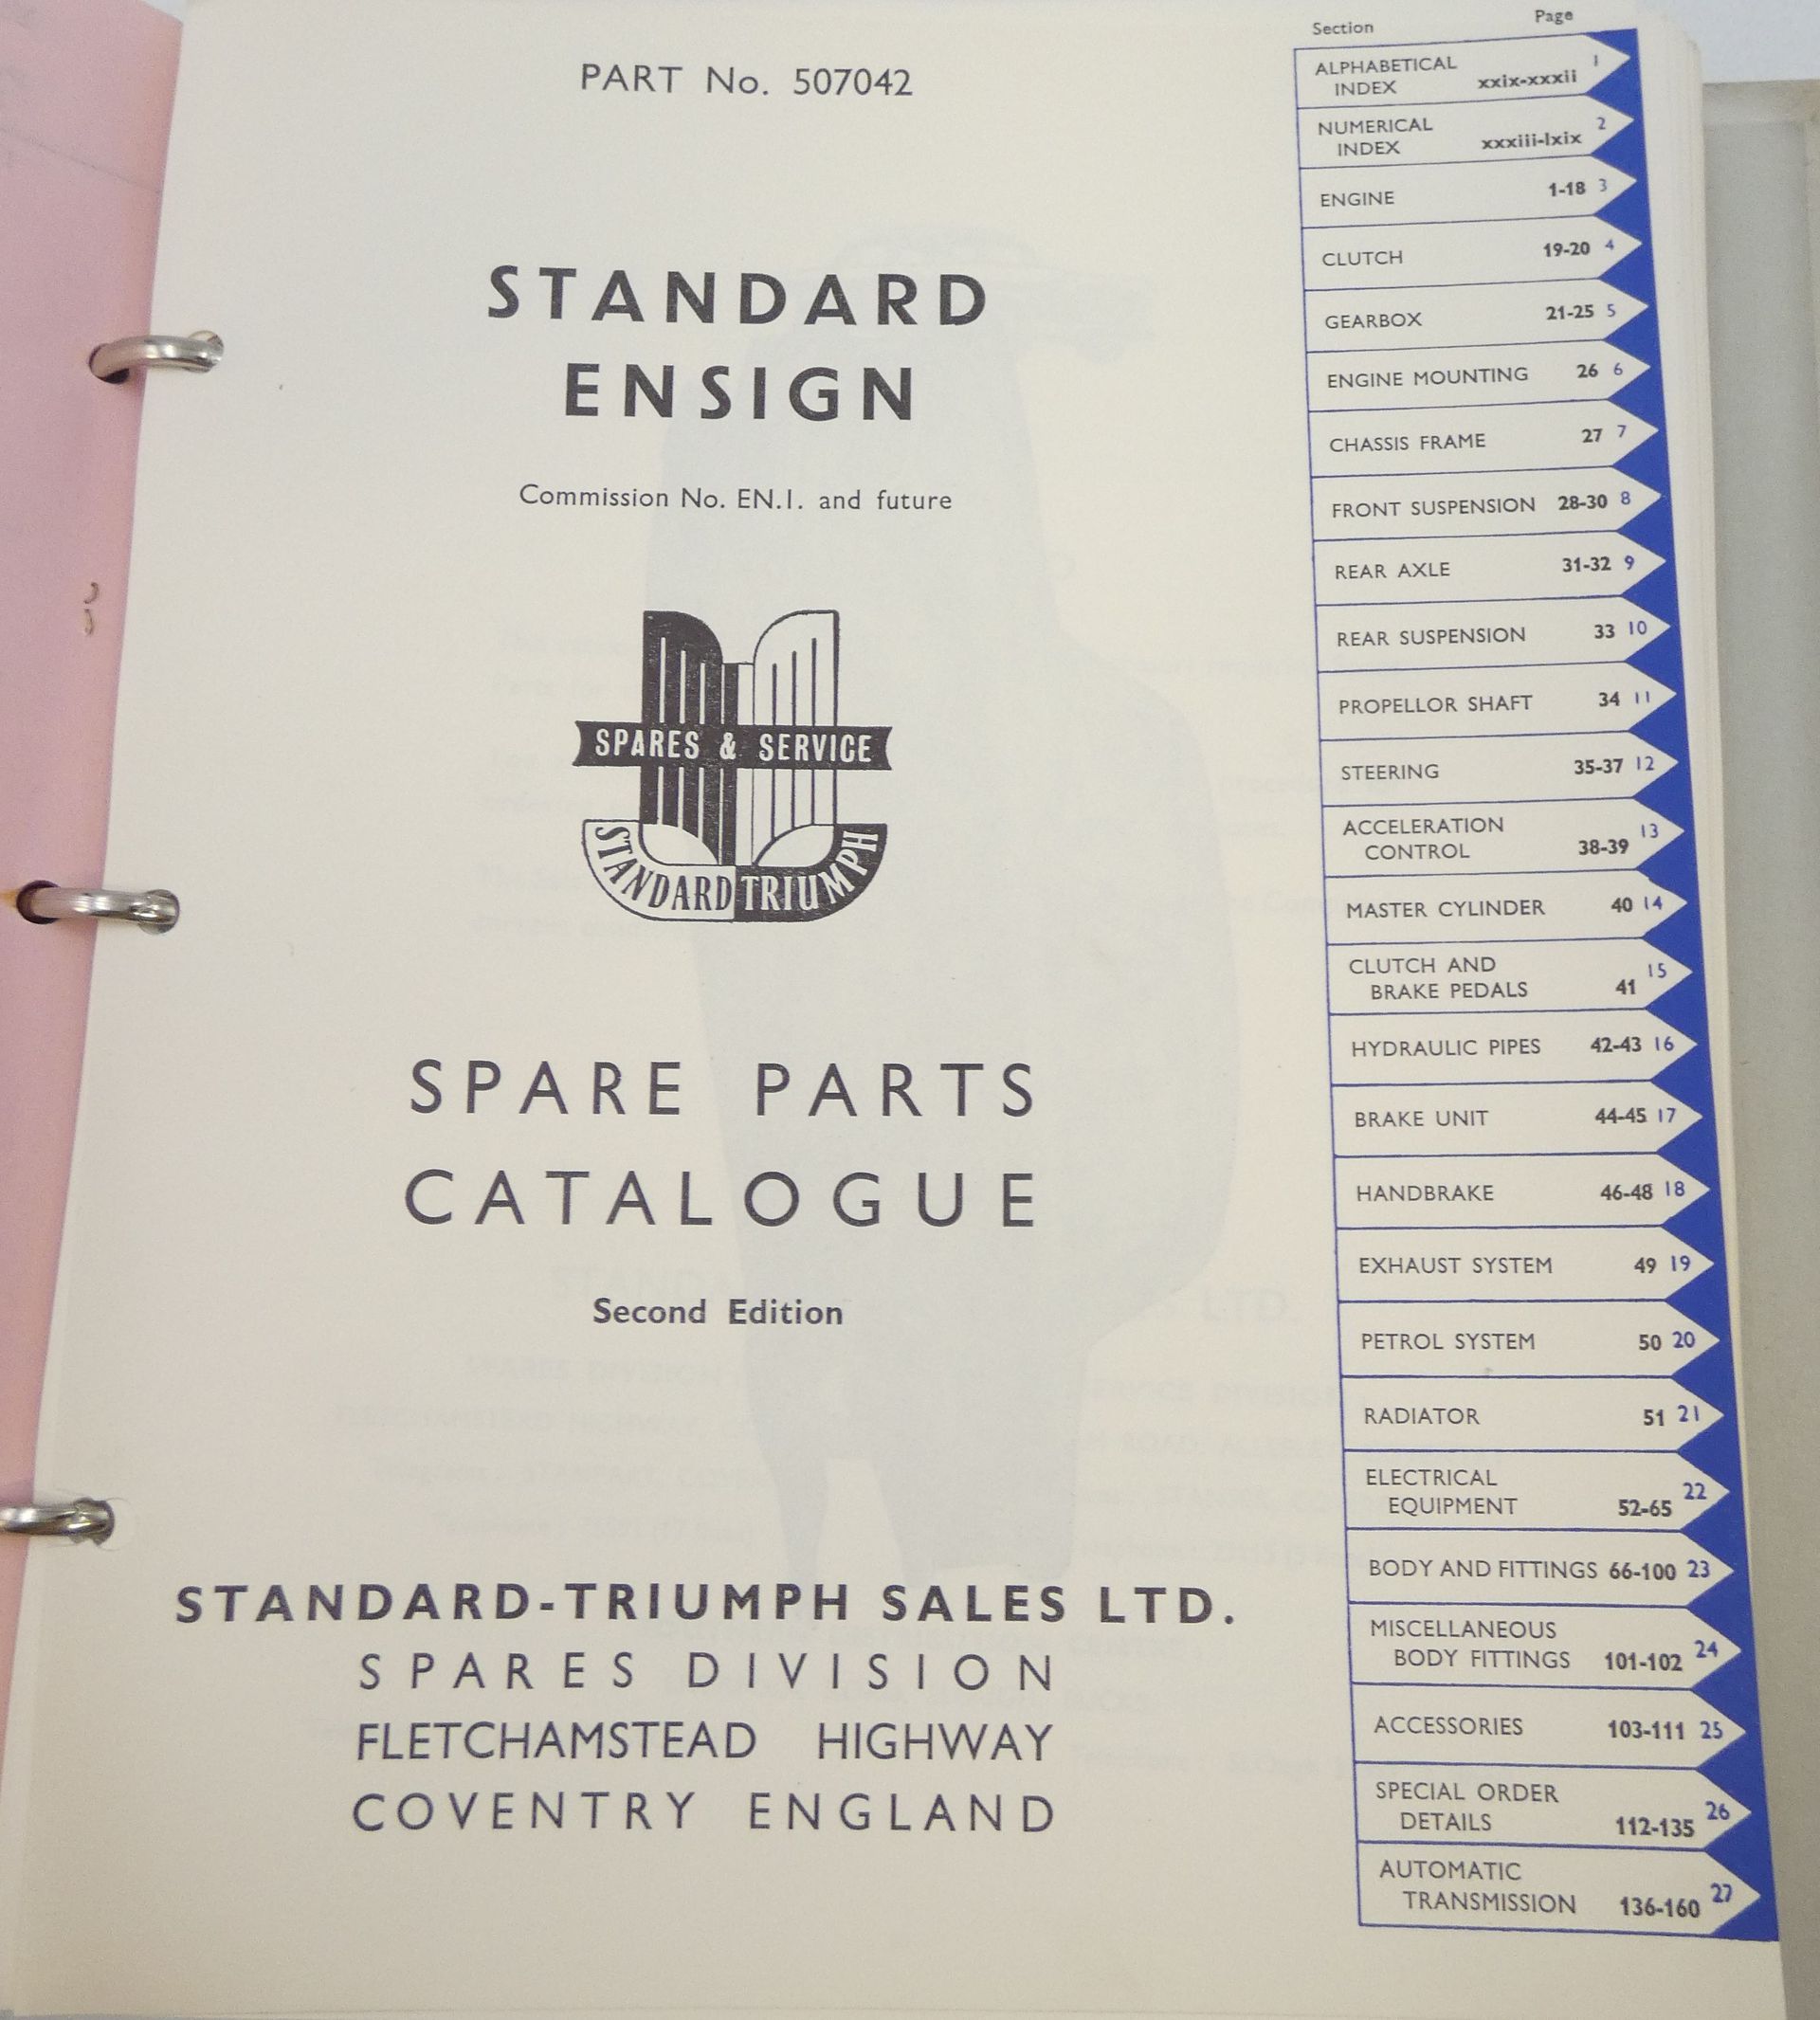 PART No. 507042
STANDARD
ENSIGN
Commission No. EN.1. and future
SPARES & SERVICE
STANDARD TRIUMPH
SPARE PARTS
CATALOGUE
Second Edition
STANDARD-TRIUMPH SALES LTD.
SPARES DIVISION
FLETCHAMSTEAD HIGHWAY
COVENTRY ENGLAND
Section Page
ALPHABETICAL 1
INDEX xxix-xxxii
NUMERICAL 2
INDEX xxxiii-lxix
ENGINE 1-18 3
CLUTCH 19-20 4
GEARBOX 21-25 5
ENGINE MOUNTING 26 6
CHASSIS FRAME 27 7
FRONT SUSPENSION 28-30 8
REAR AXLE 31-32 9
REAR SUSPENSION 33 10
PROPELLOR SHAFT 34 11
STEERING 35-37 12
ACCELERATION 13
CONTROL 38-39
MASTER CYLINDER 40 14
CLUTCH AND 15
BRAKE PEDALS 41
HYDRAULIC PIPES 42-43 16
BRAKE UNIT 44-45 17
HANDBRAKE 46-48 18
EXHAUST SYSTEM 49 19
PETROL SYSTEM 50 20
RADIATOR 51 21
ELECTRICAL 22
EQUIPMENT 52-65
BODY AND FITTINGS 66-100 23
MISCELLANEOUS 24
BODY FITTINGS 101-102
ACCESSORIES 103-111 25
SPECIAL ORDER 26
DETAILS 112-135
AUTOMATIC 27
TRANSMISSION 136-160